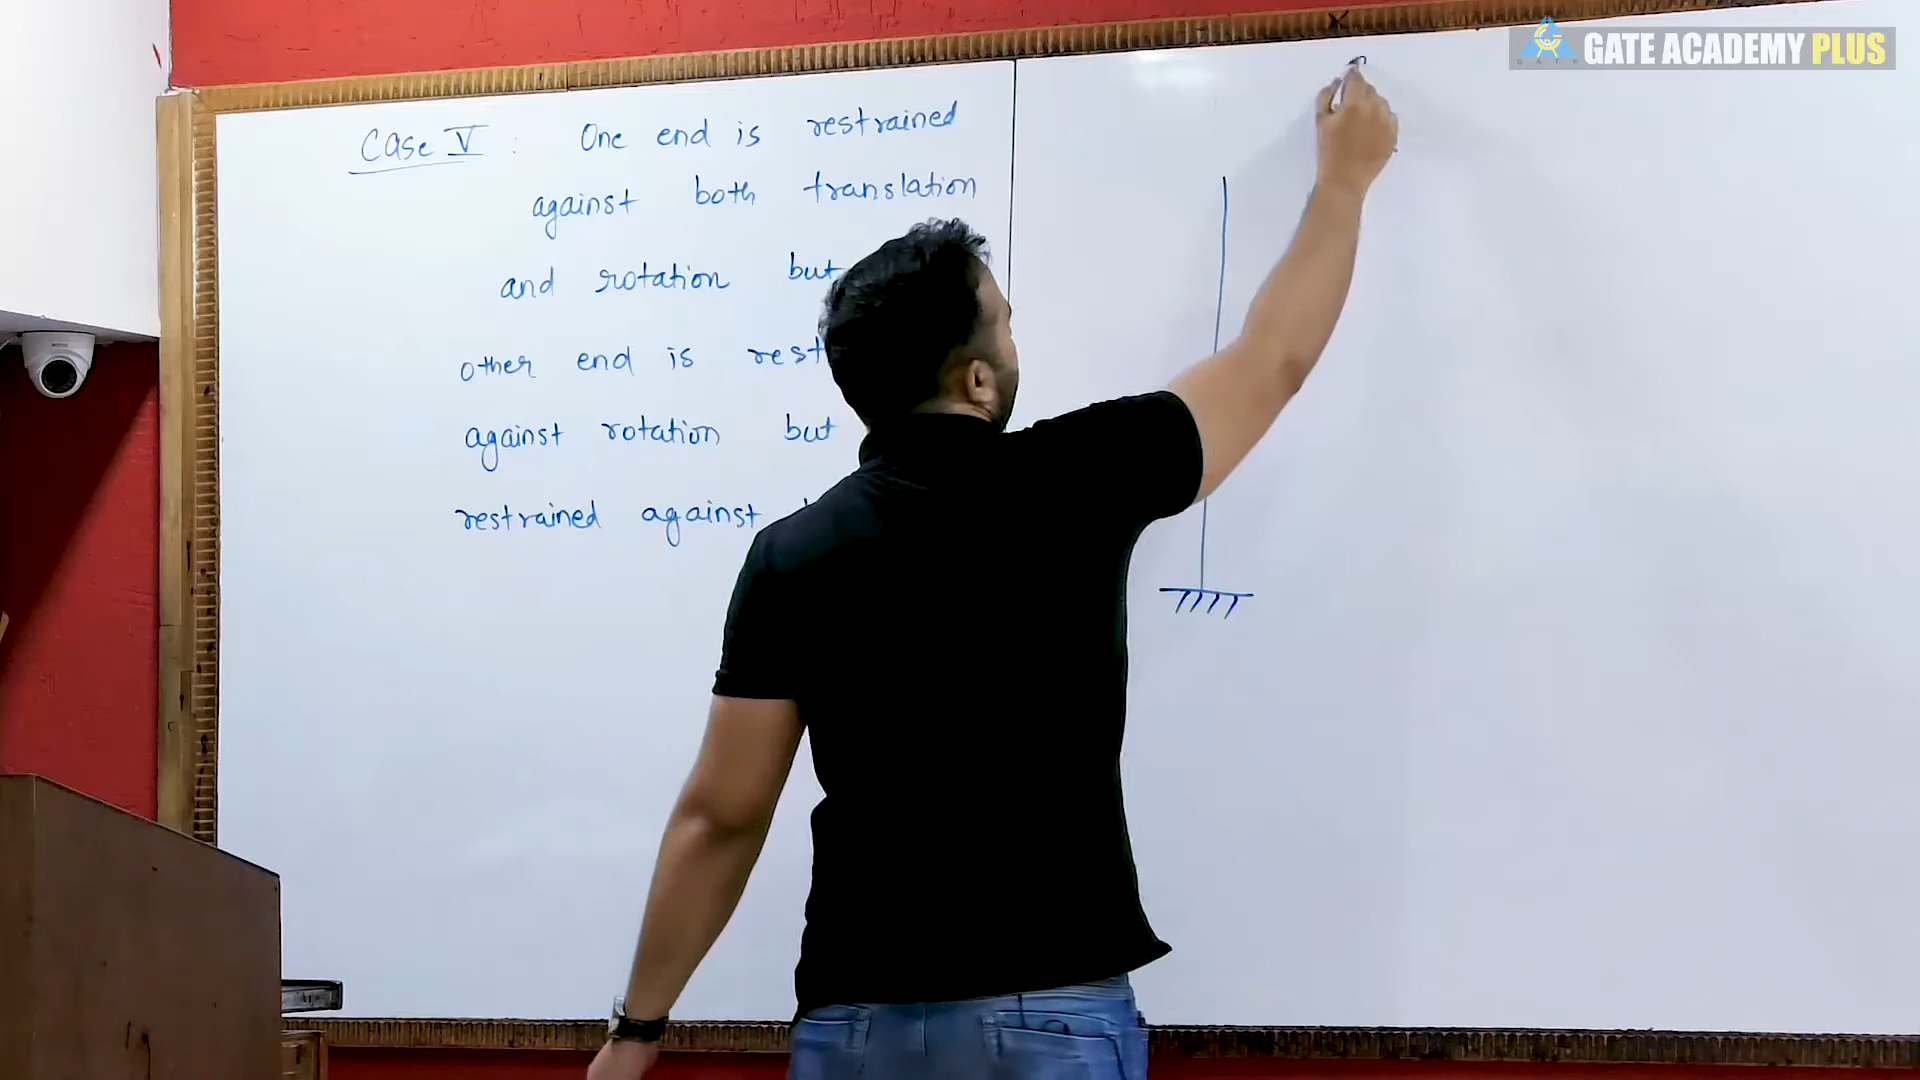 GATE ACADEMY PLUS
Case V : One end is restrained
against both translation
and rotation but
other end is
against rotation but
restrained against